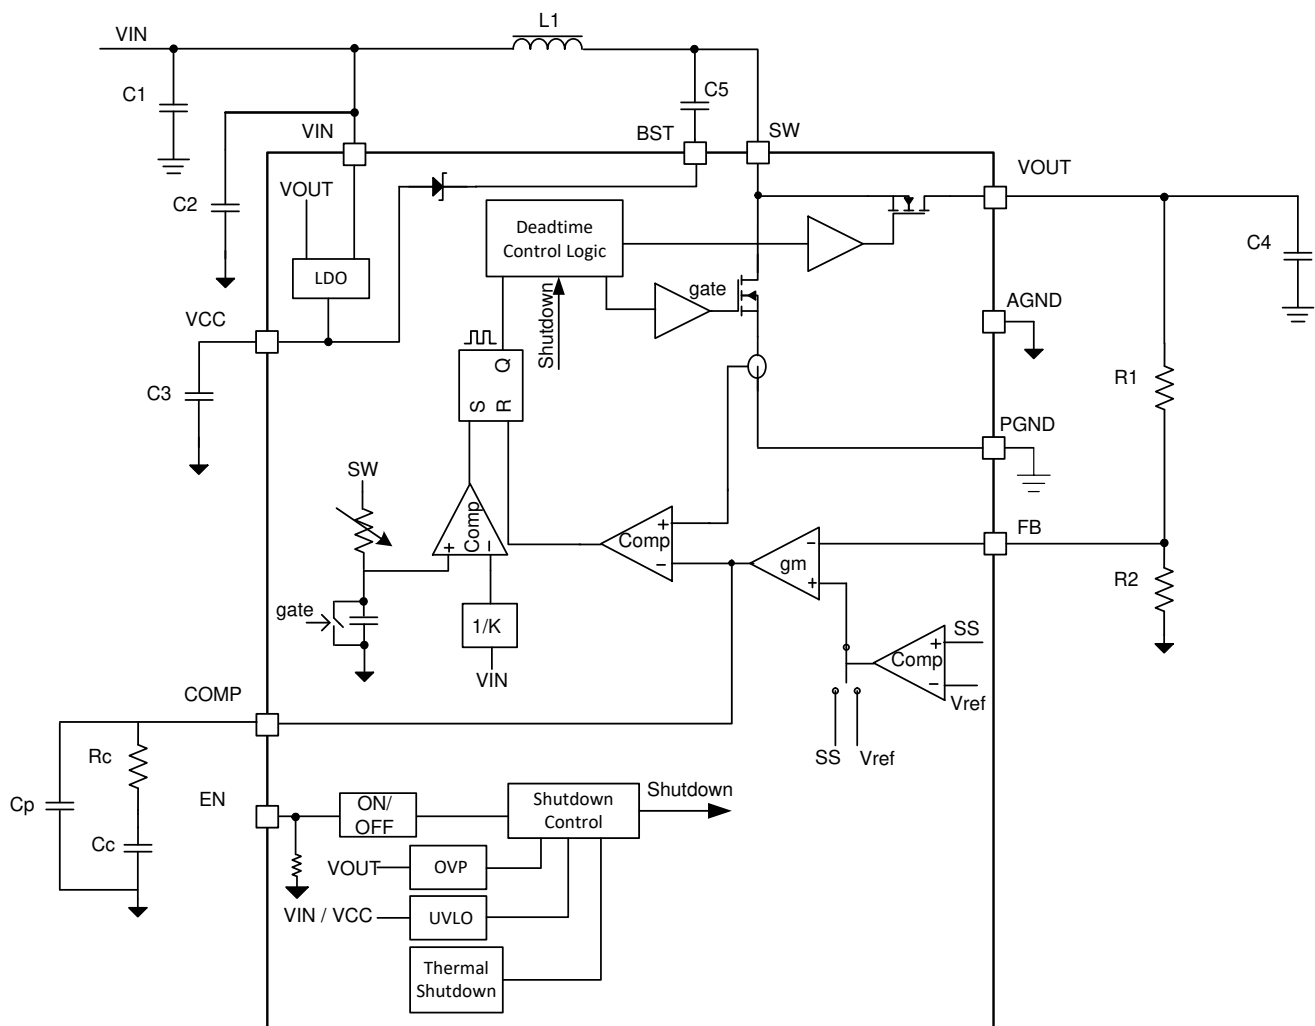 L1
VIN
C1
C5
VIN
BST
SW
VOUT
VOUT
C2
Deadtime
Control Logic
C4
LDO
gate
AGND
VCC
Shutdown
Q
S
R
C3
R1
PGND
SW
Comp
+
−
Comp
+
−
gm
−
+
FB
R2
gate
1/K
VIN
SS
+
Comp
−
Vref
COMP
SS
Vref
Rc
Cp
Cc
EN
ON/
OFF
Shutdown
Control
Shutdown
VOUT
OVP
VIN / VCC
UVLO
Thermal
Shutdown